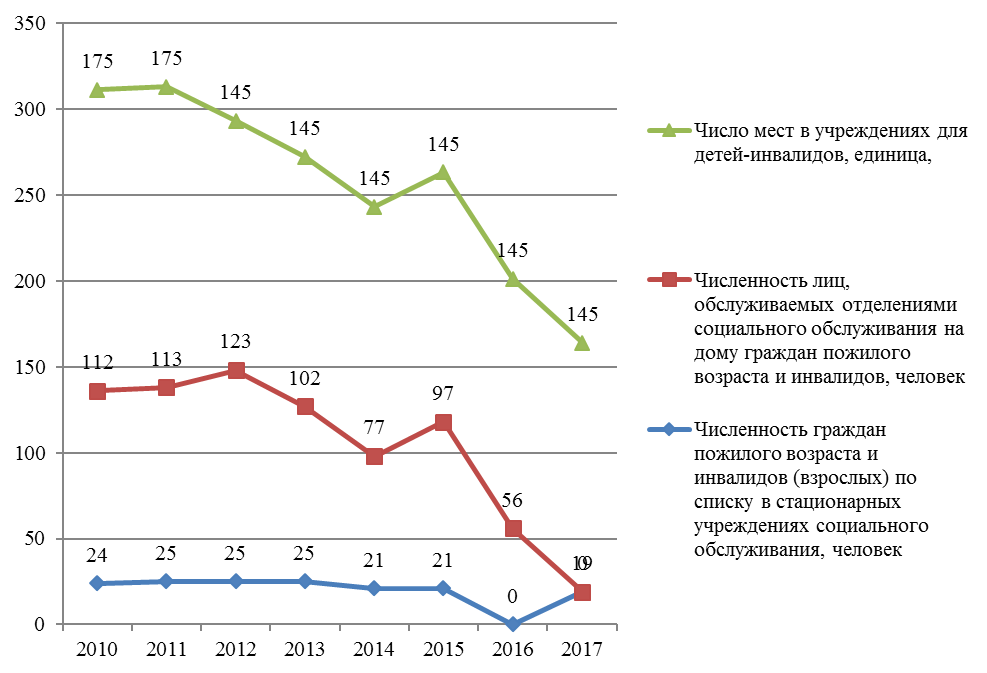 350
300
250
200
150
100
50
0
175 175 145 145 145 145 145 145
112 113 123 102 77 97 56 0
24 25 25 25 21 21 0 19
2010 2011 2012 2013 2014 2015 2016 2017
Число мест в учреждениях для
детей-инвалидов, единица,
Численность лиц,
обслуживаемых отделениями
социального обслуживания на
дому граждан пожилого
возраста и инвалидов, человек
Численность граждан
пожилого возраста и
инвалидов (взрослых) по
списку в стационарных
учреждениях социального
обслуживания, человек